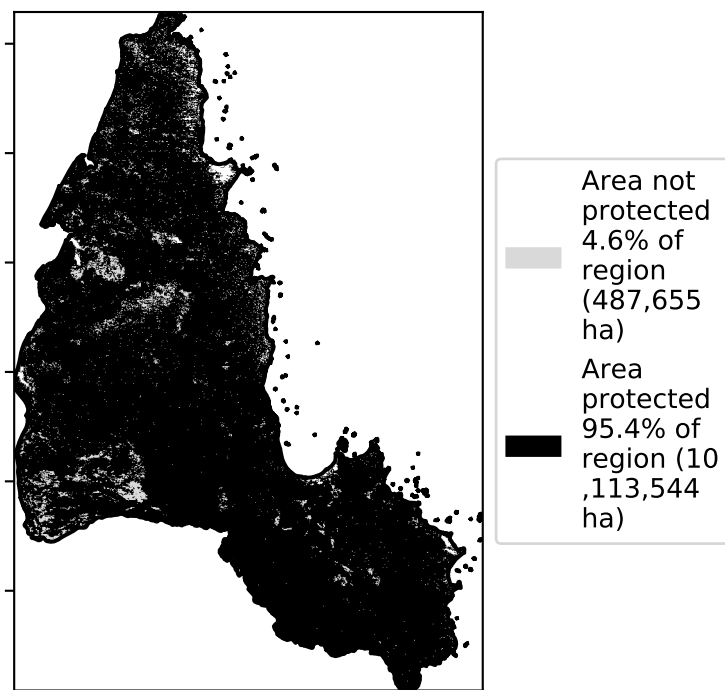 Area not
protected
4.6% of
region
(487,655
ha)
Area
protected
95.4% of
region (10
,113,544
ha)